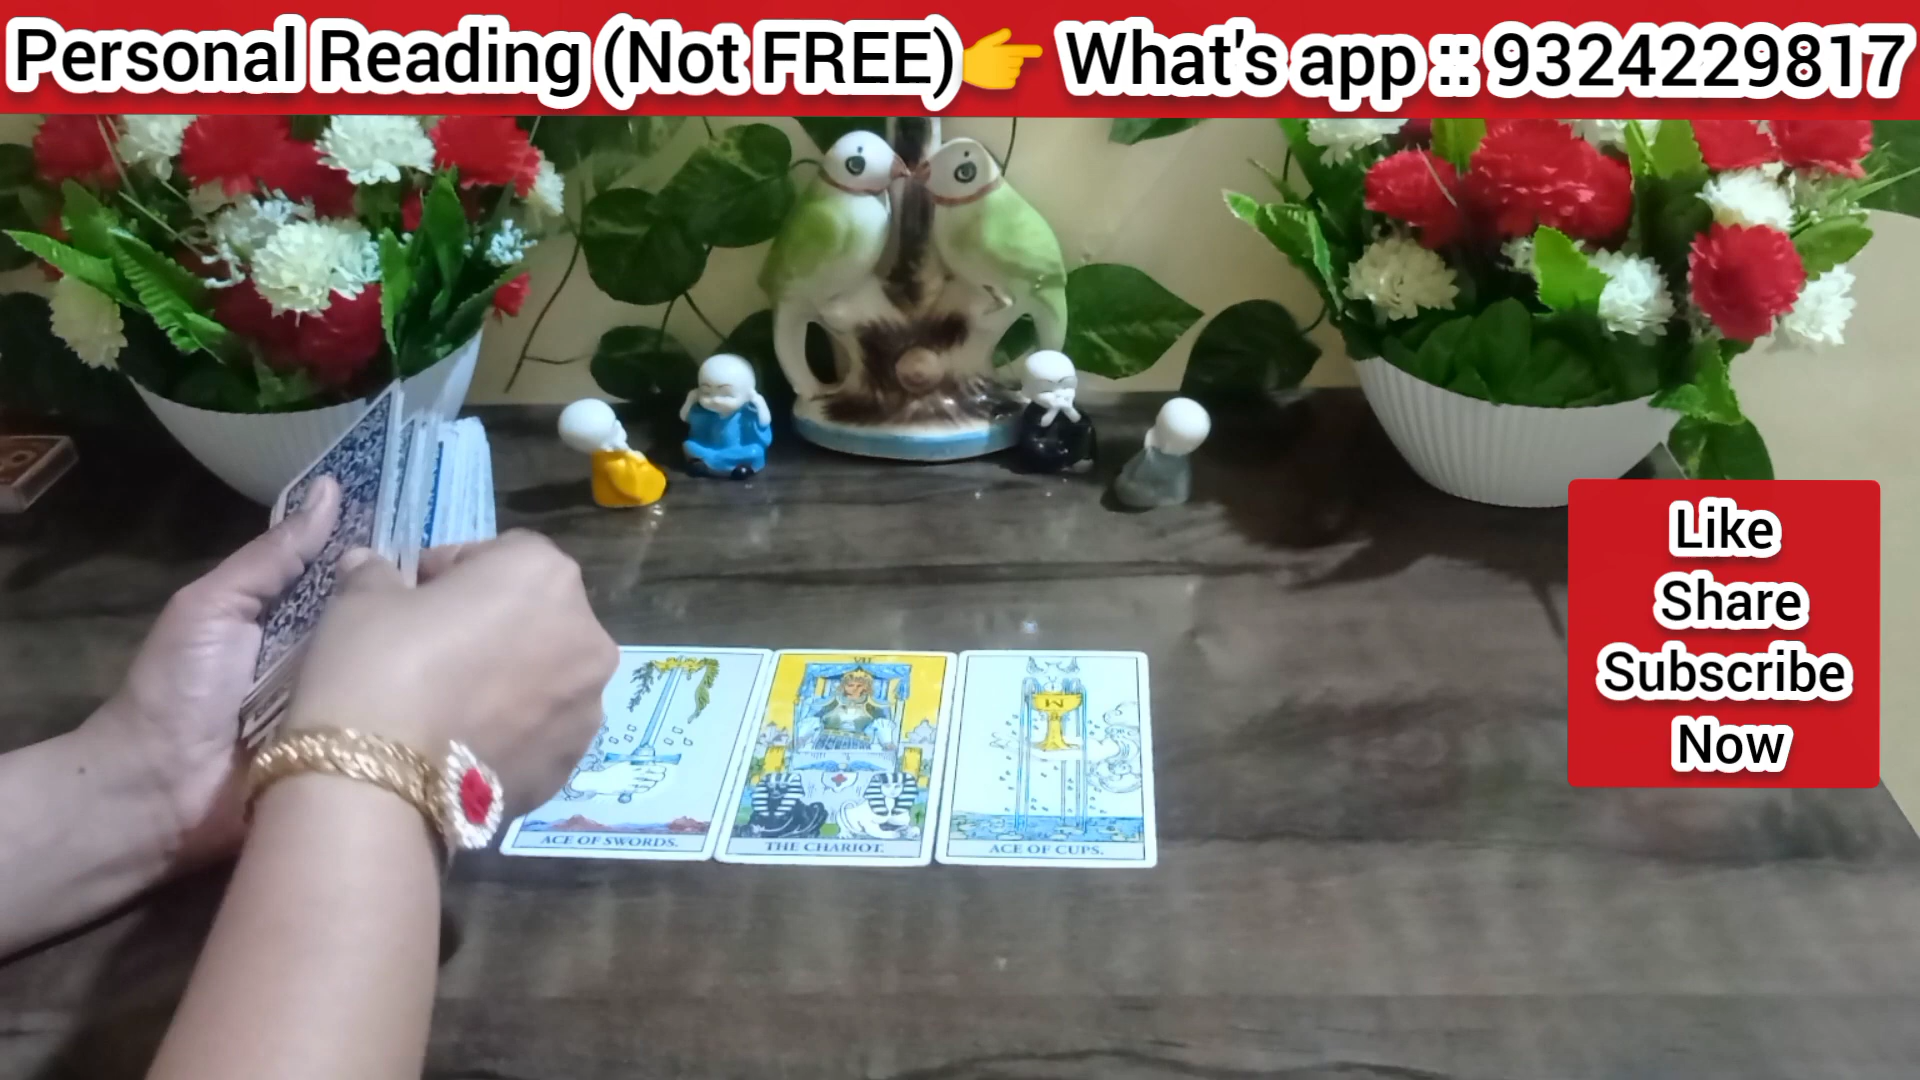 Personal Reading (Not FREE)👉 What's app :: 9324229817
Like
Share
Subscribe
Now
VII
ACE OF SWORDS.
THE CHARIOT.
ACE OF CUPS.